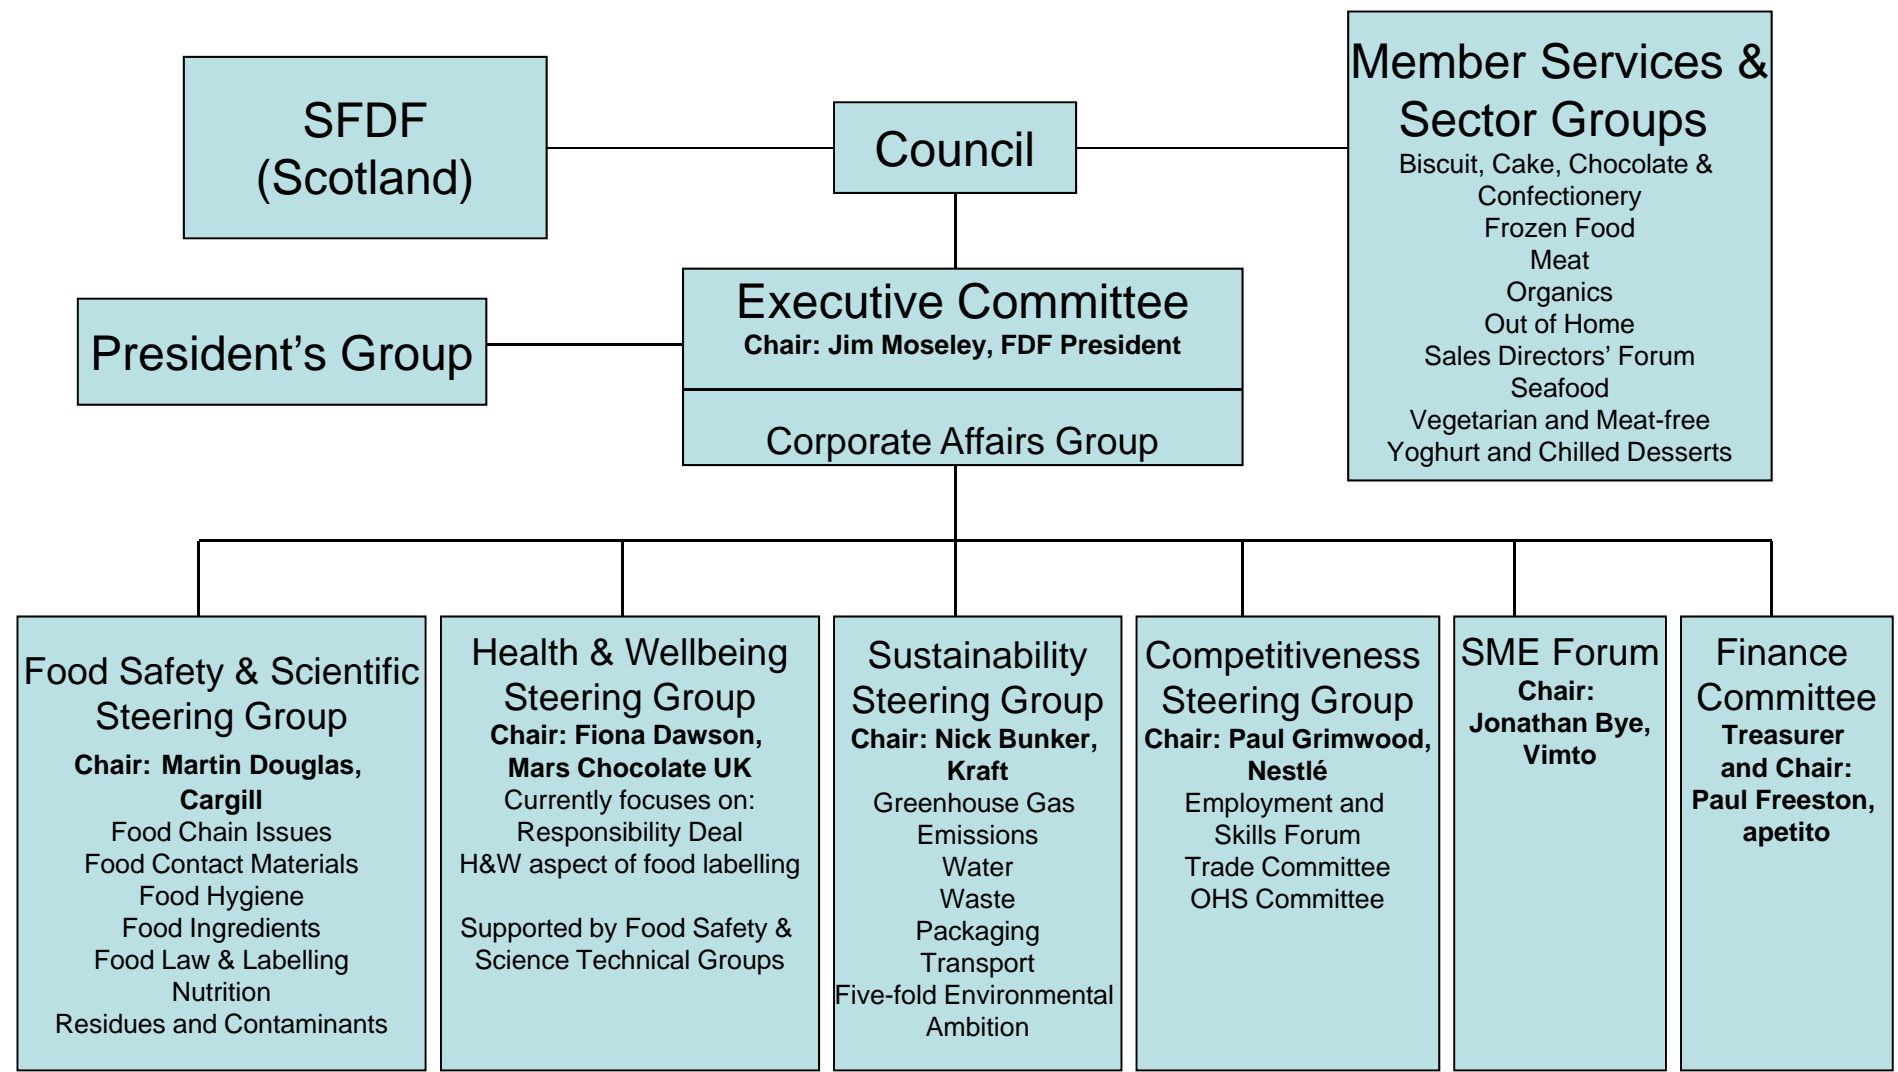 SFDF
(Scotland)
Council
Member Services &
Sector Groups
Biscuit, Cake, Chocolate &
Confectionery
Frozen Food
Meat
Organics
Out of Home
Sales Directors’ Forum
Seafood
Vegetarian and Meat-free
Yoghurt and Chilled Desserts
President’s Group
Executive Committee
Chair: Jim Moseley, FDF President
Corporate Affairs Group
Food Safety & Scientific
Steering Group
Chair: Martin Douglas,
Cargill
Food Chain Issues
Food Contact Materials
Food Hygiene
Food Ingredients
Food Law & Labelling
Nutrition
Residues and Contaminants
Health & Wellbeing
Steering Group
Chair: Fiona Dawson,
Mars Chocolate UK
Currently focuses on:
Responsibility Deal
H&W aspect of food labelling
Supported by Food Safety &
Science Technical Groups
Sustainability
Steering Group
Chair: Nick Bunker,
Kraft
Greenhouse Gas
Emissions
Water
Waste
Packaging
Transport
Five-fold Environmental
Ambition
Competitiveness
Steering Group
Chair: Paul Grimwood,
Nestlé
Employment and
Skills Forum
Trade Committee
OHS Committee
SME Forum
Chair:
Jonathan Bye,
Vimto
Finance
Committee
Treasurer
and Chair:
Paul Freeston,
apetito